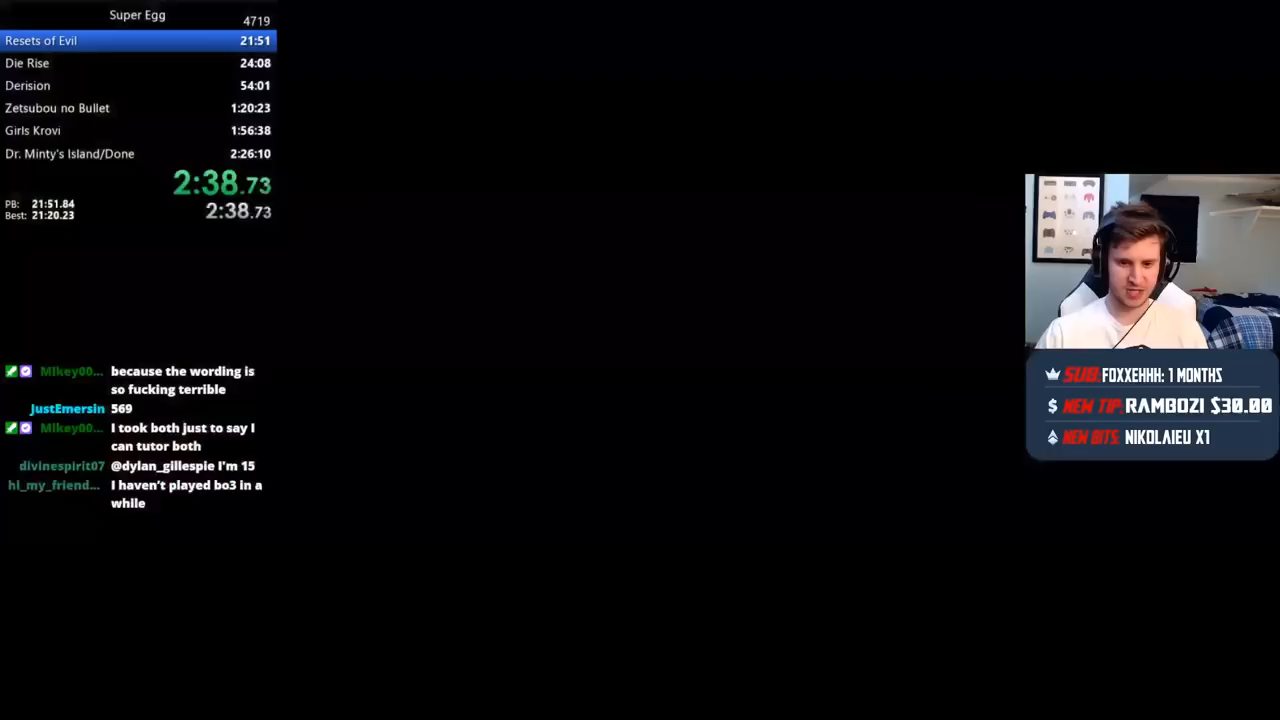 Super Egg
4719
Resets of Evil 21:51
Die Rise 24:08
Derision 54:01
Zetsubou no Bullet 1:20:23
Girls Krovi 1:56:38
Dr. Minty's Island/Done 2:26:10
2:38.73
PB: 21:51.84
Best: 21:20.23
2:38.73
MIkey00... because the wording is
so fucking terrible
JustEmersin 569
MIkey00... I took both just to say I
can tutor both
divinespirit07 @dylan_gillespie I'm 15
hi_my_friend... I haven't played bo3 in a
while
SUB: FOXXEHHH: 1 MONTHS
$ NEW TIP: RAMBOZI $30.00
NEW BITS: NIKOLAIEU X1